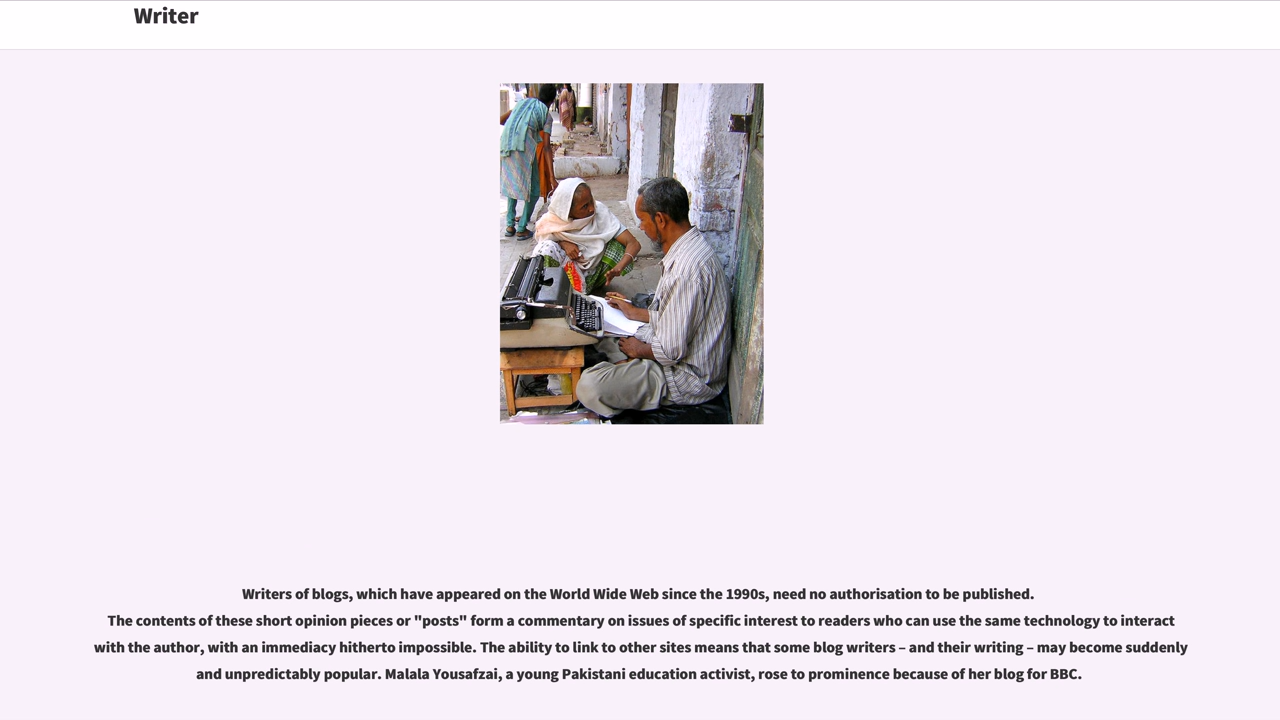 Writer
Writers of blogs, which have appeared on the World Wide Web since the 1990s, need no authorisation to be published.
The contents of these short opinion pieces or "posts" form a commentary on issues of specific interest to readers who can use the same technology to interact
with the author, with an immediacy hitherto impossible. The ability to link to other sites means that some blog writers – and their writing – may become suddenly
and unpredictably popular. Malala Yousafzai, a young Pakistani education activist, rose to prominence because of her blog for BBC.